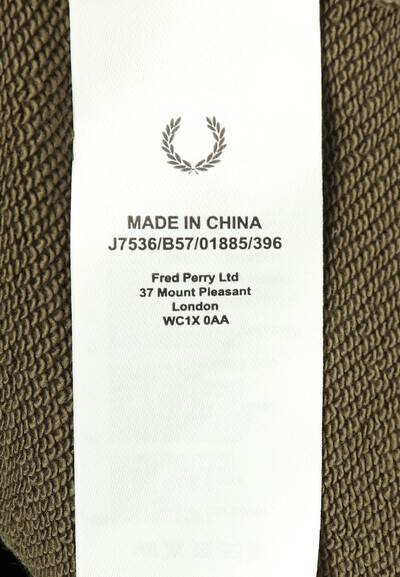 MADE IN CHINA
J7536/B57/01885/396
Fred Perry Ltd
37 Mount Pleasant
London
WC1X 0AA